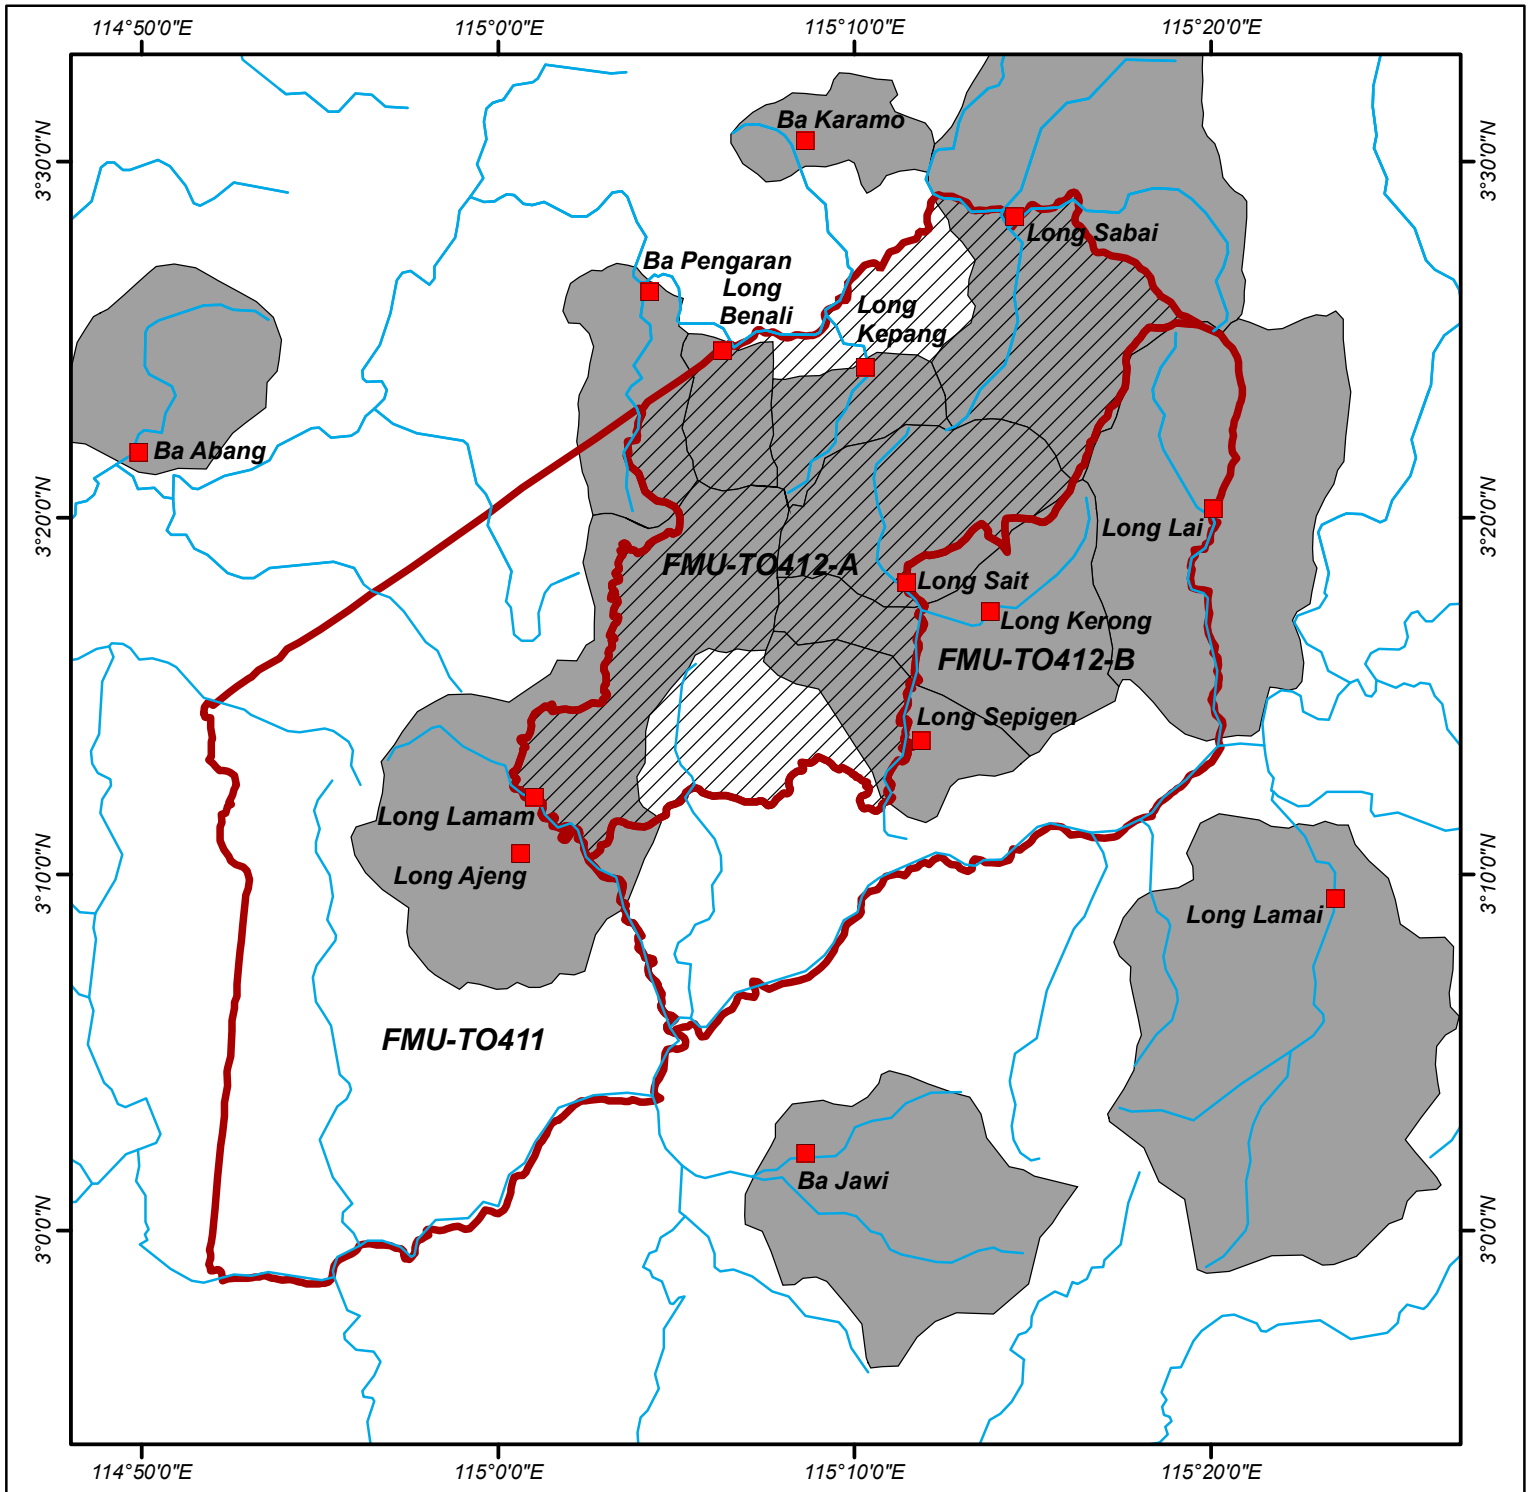 114°50'0"E
115°0'0"E
115°10'0"E
115°20'0"E
3°30'0"N
3°30'0"N
Ba Karamo
Long Sabai
Ba Pengaran
Long
Benali
Long
Kepang
Ba Abang
3°20'0"N
3°20'0"N
Long Lai
FMU-TO412-A
Long Sait
Long Kerong
FMU-TO412-B
Long Sepigen
Long Lamam
Long Ajeng
3°10'0"N
3°10'0"N
Long Lamai
FMU-TO411
Ba Jawi
3°0'0"N
3°0'0"N
114°50'0"E
115°0'0"E
115°10'0"E
115°20'0"E